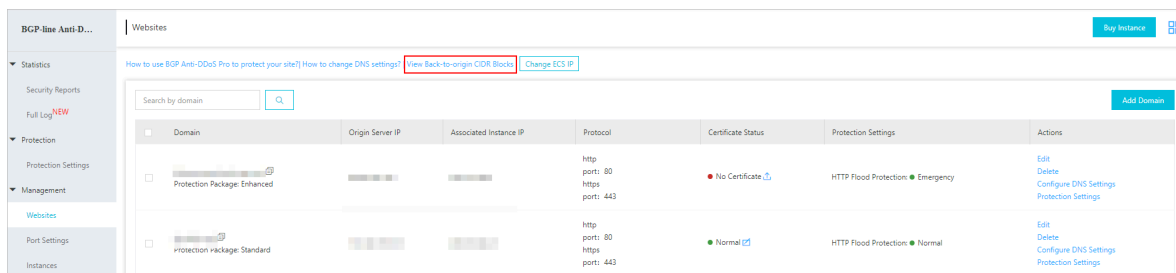 BGP-line Anti-D...
Websites
Buy Instance
Statistics
How to use BGP Anti-DDoS Pro to protect your site?| How to change DNS settings? View Back-to-origin CIDR Blocks Change ECS IP
Security Reports
Search by domain
Add Domain
Full Log NEW
Domain Origin Server IP Associated Instance IP Protocol Certificate Status Protection Settings Actions
Protection
Protection Settings
Management
Websites
Port Settings
Instances
Protection Package: Enhanced
http
port: 80
https
port: 443
No Certificate
HTTP Flood Protection: Emergency
Edit
Delete
Configure DNS Settings
Protection Settings
Protection Package: Standard
http
port: 80
https
port: 443
Normal
HTTP Flood Protection: Normal
Edit
Delete
Configure DNS Settings
Protection Settings